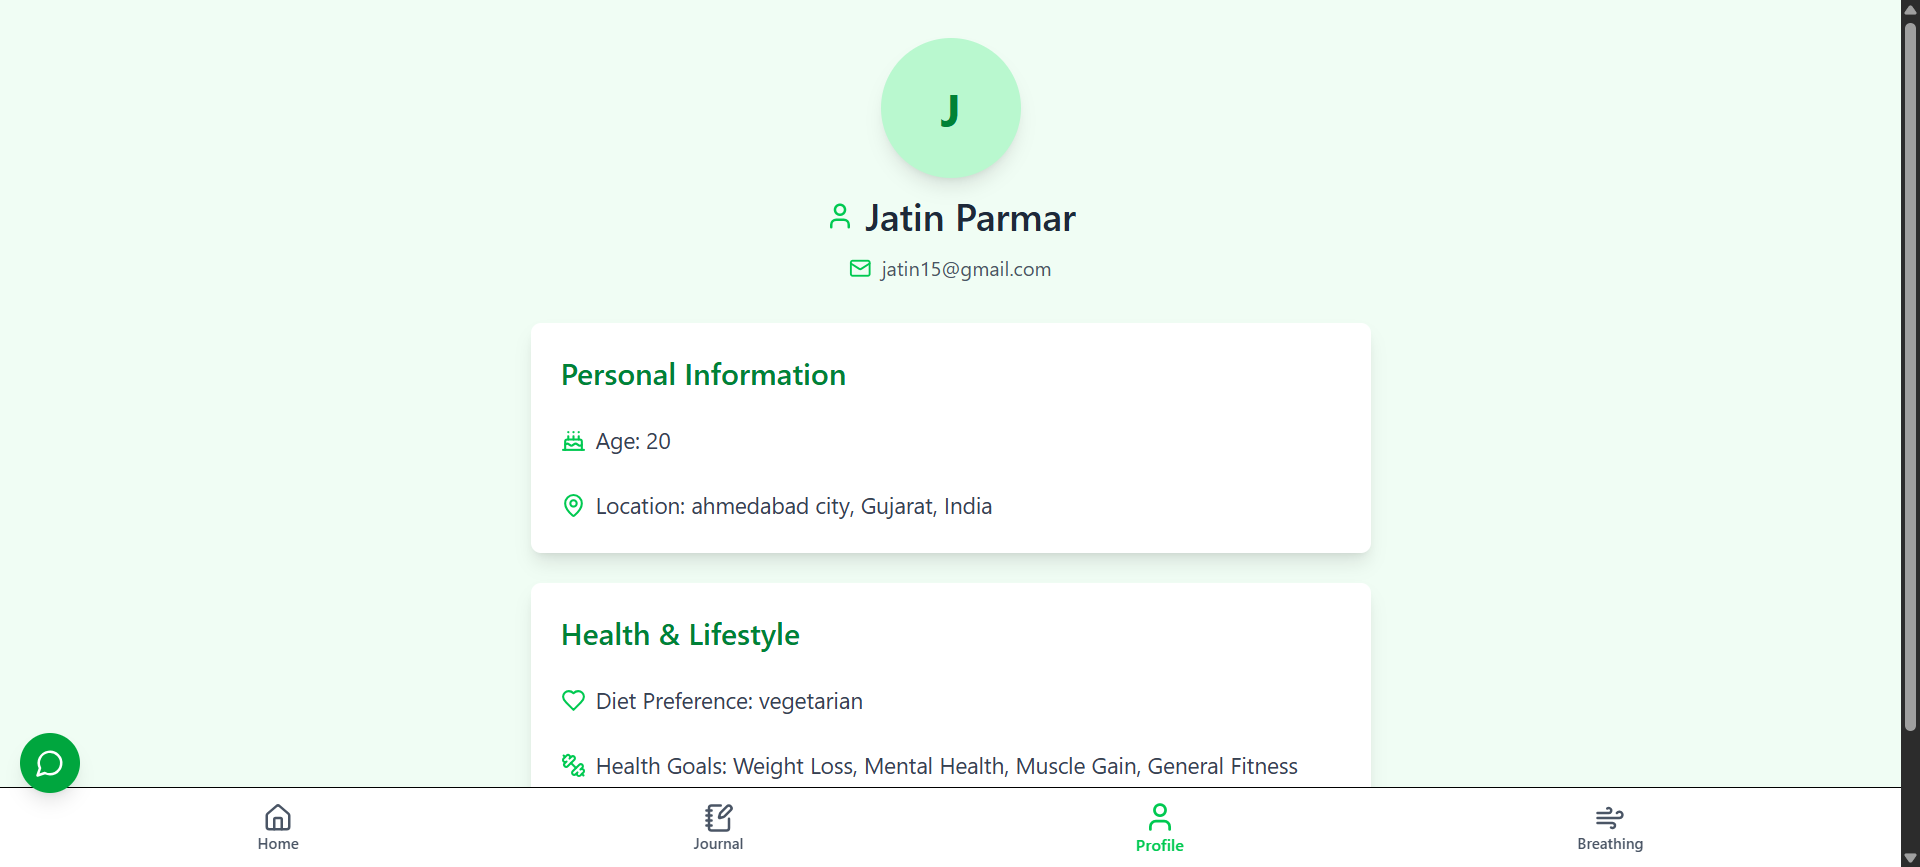 J
Jatin Parmar
jatin15@gmail.com
Personal Information
Age: 20
Location: ahmedabad city, Gujarat, India
Health & Lifestyle
Diet Preference: vegetarian
Health Goals: Weight Loss, Mental Health, Muscle Gain, General Fitness
Home
Journal
Profile
Breathing